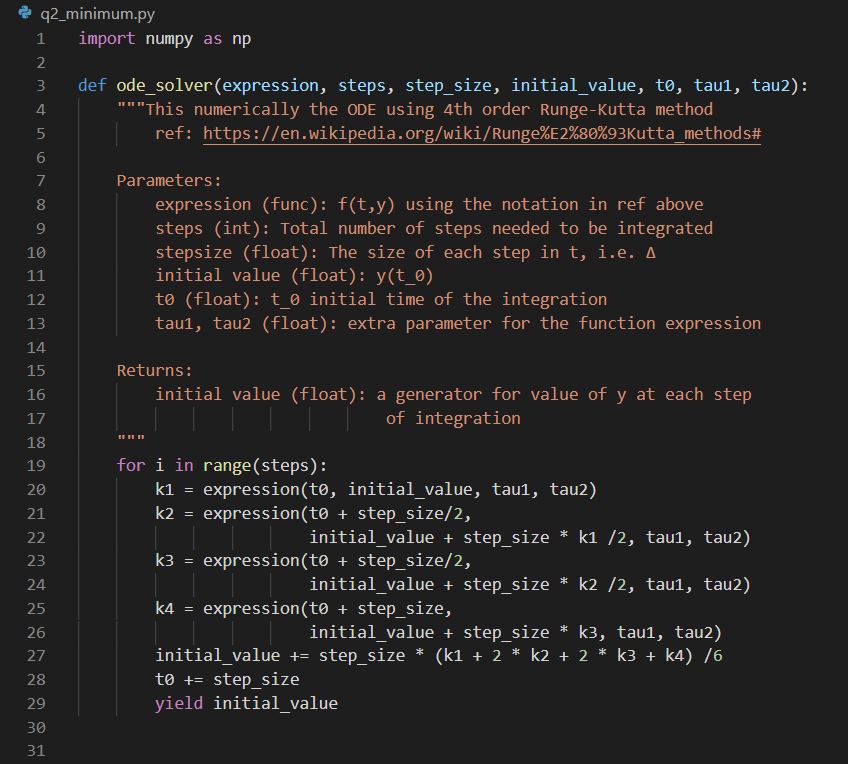 q2_minimum.py
1 import numpy as np
2
3 def ode_solver(expression, steps, step_size, initial_value, t0, tau1, tau2):
4 """This numerically the ODE using 4th order Runge-Kutta method
5 ref: https://en.wikipedia.org/wiki/Runge%E2%80%93Kutta_methods#
6
7 Parameters:
8 expression (func): f(t,y) using the notation in ref above
9 steps (int): Total number of steps needed to be integrated
10 stepsize (float): The size of each step in t, i.e. Δ
11 initial value (float): y(t_0)
12 t0 (float): t_0 initial time of the integration
13 tau1, tau2 (float): extra parameter for the function expression
14
15 Returns:
16 initial value (float): a generator for value of y at each step
17 of integration
18 """
19 for i in range(steps):
20 k1 = expression(t0, initial_value, tau1, tau2)
21 k2 = expression(t0 + step_size/2,
22 initial_value + step_size * k1 /2, tau1, tau2)
23 k3 = expression(t0 + step_size/2,
24 initial_value + step_size * k2 /2, tau1, tau2)
25 k4 = expression(t0 + step_size,
26 initial_value + step_size * k3, tau1, tau2)
27 initial_value += step_size * (k1 + 2 * k2 + 2 * k3 + k4) /6
28 t0 += step_size
29 yield initial_value
30
31